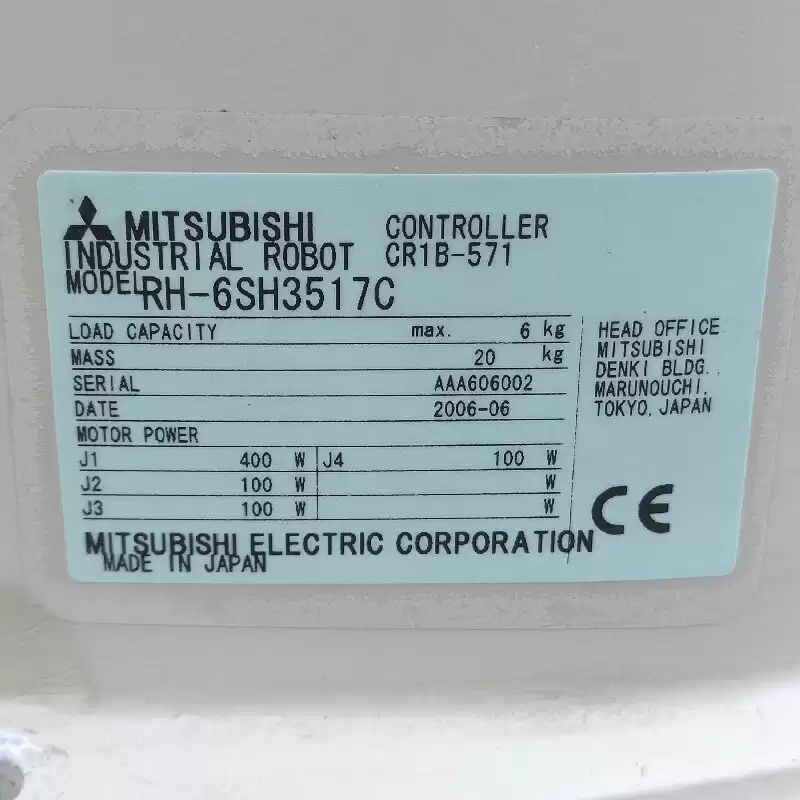 MITSUBISHI CONTROLLER
INDUSTRIAL ROBOT CR1B-571
MODEL RH-6SH3517C
LOAD CAPACITY max. 6 kg
MASS 20 kg
SERIAL AAA606002
DATE 2006-06
MOTOR POWER
J1 400 W J4 100 W
J2 100 W W
J3 100 W W
HEAD OFFICE
MITSUBISHI
DENKI BLDG.,
MARUNOUCHI,
TOKYO, JAPAN
CE
MITSUBISHI ELECTRIC CORPORATION
MADE IN JAPAN